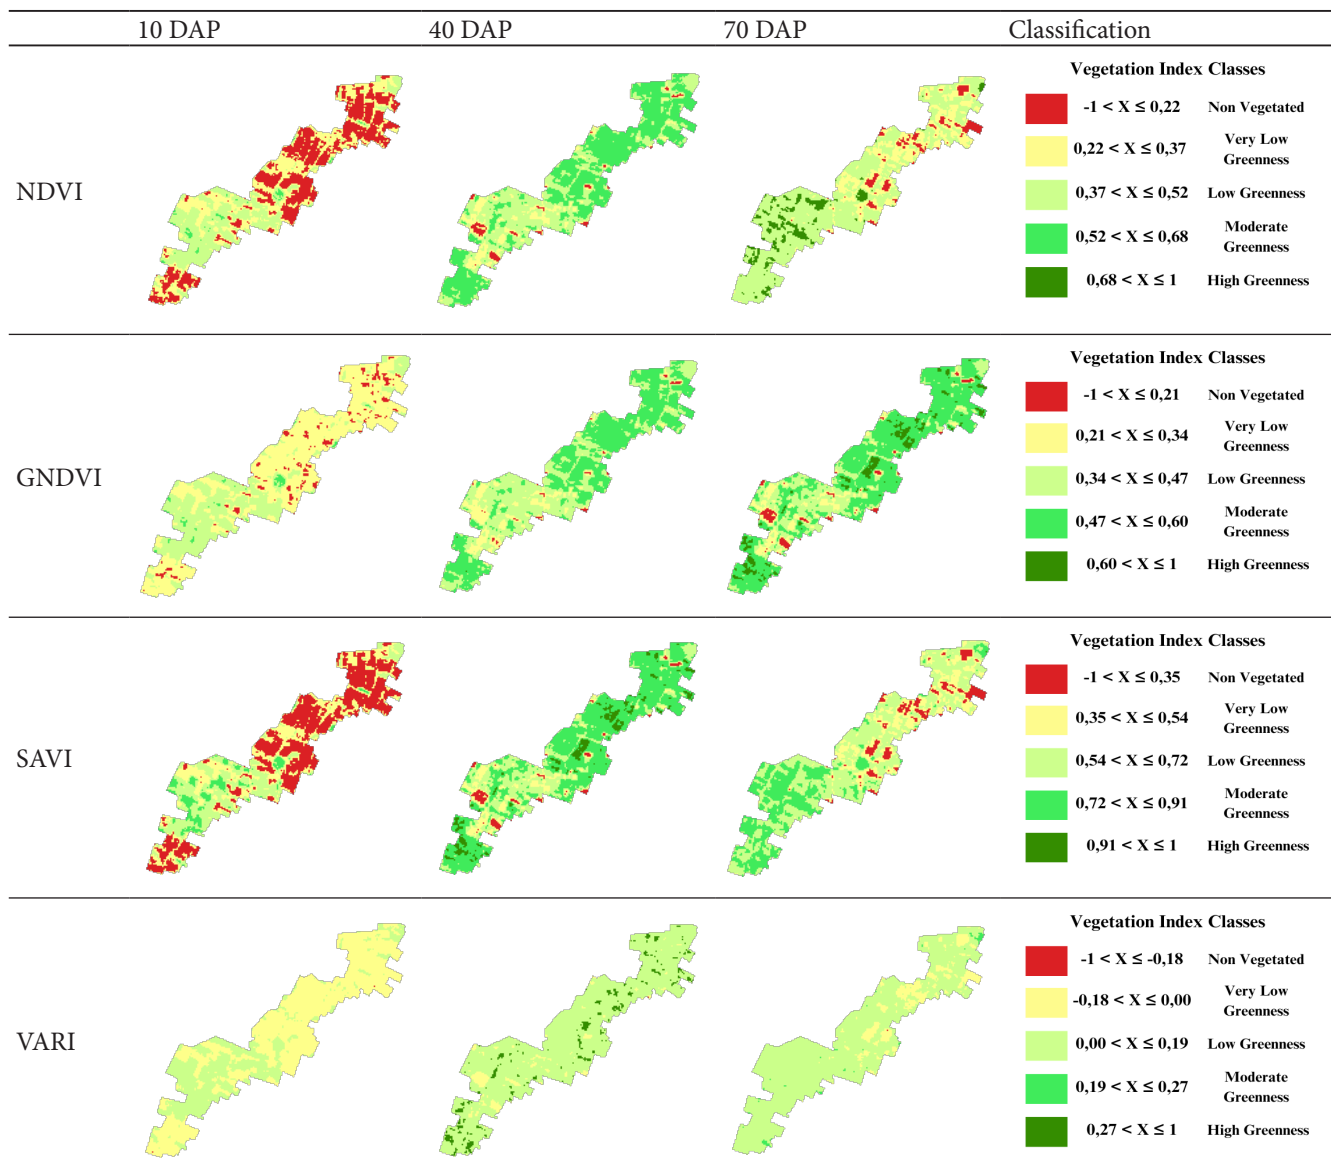 10 DAP 40 DAP 70 DAP Classification
NDVI
Vegetation Index Classes
-1 < X ≤ 0,22 Non Vegetated
0,22 < X ≤ 0,37 Very Low
Greenness
0,37 < X ≤ 0,52 Low Greenness
0,52 < X ≤ 0,68 Moderate
Greenness
0,68 < X ≤ 1 High Greenness
GNDVI
Vegetation Index Classes
-1 < X ≤ 0,21 Non Vegetated
0,21 < X ≤ 0,34 Very Low
Greenness
0,34 < X ≤ 0,47 Low Greenness
0,47 < X ≤ 0,60 Moderate
Greenness
0,60 < X ≤ 1 High Greenness
SAVI
Vegetation Index Classes
-1 < X ≤ 0,35 Non Vegetated
0,35 < X ≤ 0,54 Very Low
Greenness
0,54 < X ≤ 0,72 Low Greenness
0,72 < X ≤ 0,91 Moderate
Greenness
0,91 < X ≤ 1 High Greenness
VARI
Vegetation Index Classes
-1 < X ≤ -0,18 Non Vegetated
-0,18 < X ≤ 0,00 Very Low
Greenness
0,00 < X ≤ 0,19 Low Greenness
0,19 < X ≤ 0,27 Moderate
Greenness
0,27 < X ≤ 1 High Greenness